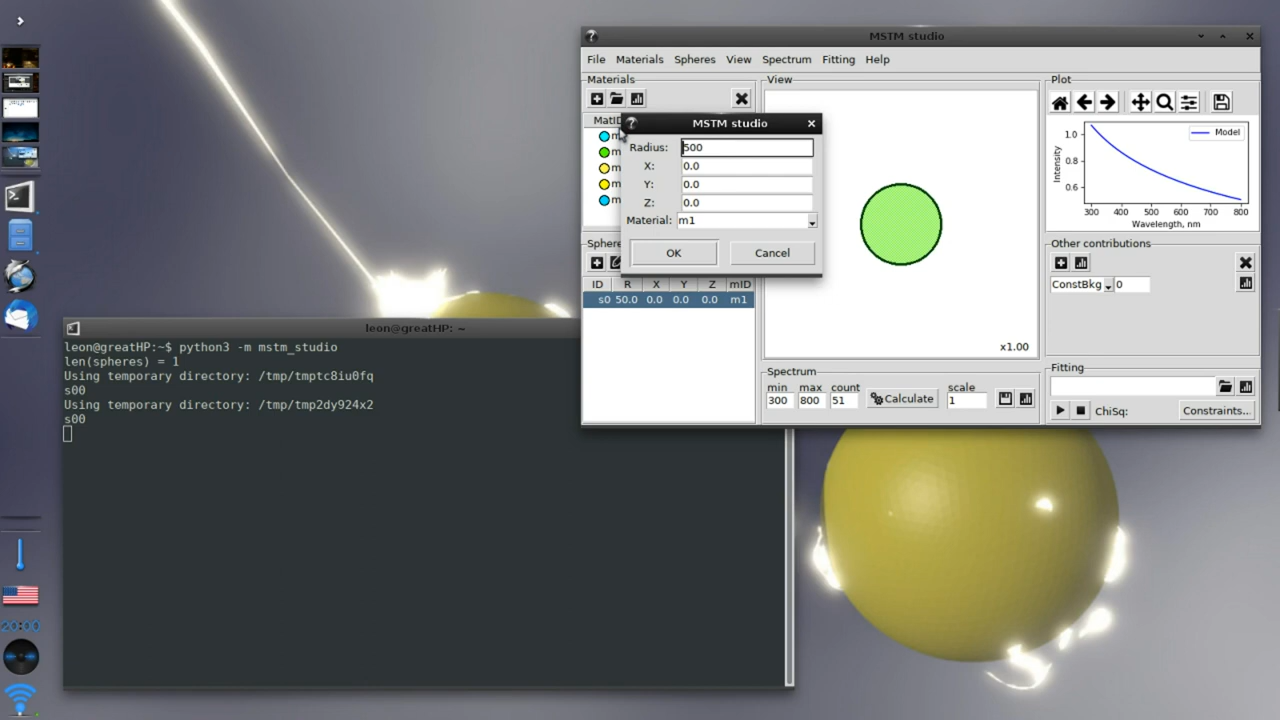 MSTM studio
File Materials Spheres View Spectrum Fitting Help
Materials
MatID
m
m
m
m
m
MSTM studio
Radius: 500
X: 0.0
Y: 0.0
Z: 0.0
Material: m1
OK Cancel
Sphere
ID R X Y Z mID
s0 50.0 0.0 0.0 0.0 m1
View
x1.00
Spectrum
min max count scale
300 800 51 Calculate 1
Plot
Model
Intensity
1.0
0.8
0.6
300 400 500 600 700 800
Wavelength, nm
Other contributions
ConstBkg 0
Fitting
ChiSq: Constraints...
leon@greatHP: ~
leon@greatHP:~$ python3 -m mstm_studio
len(spheres) = 1
Using temporary directory: /tmp/tmptc8iu0fq
s00
Using temporary directory: /tmp/tmp2dy924x2
s00
20:00